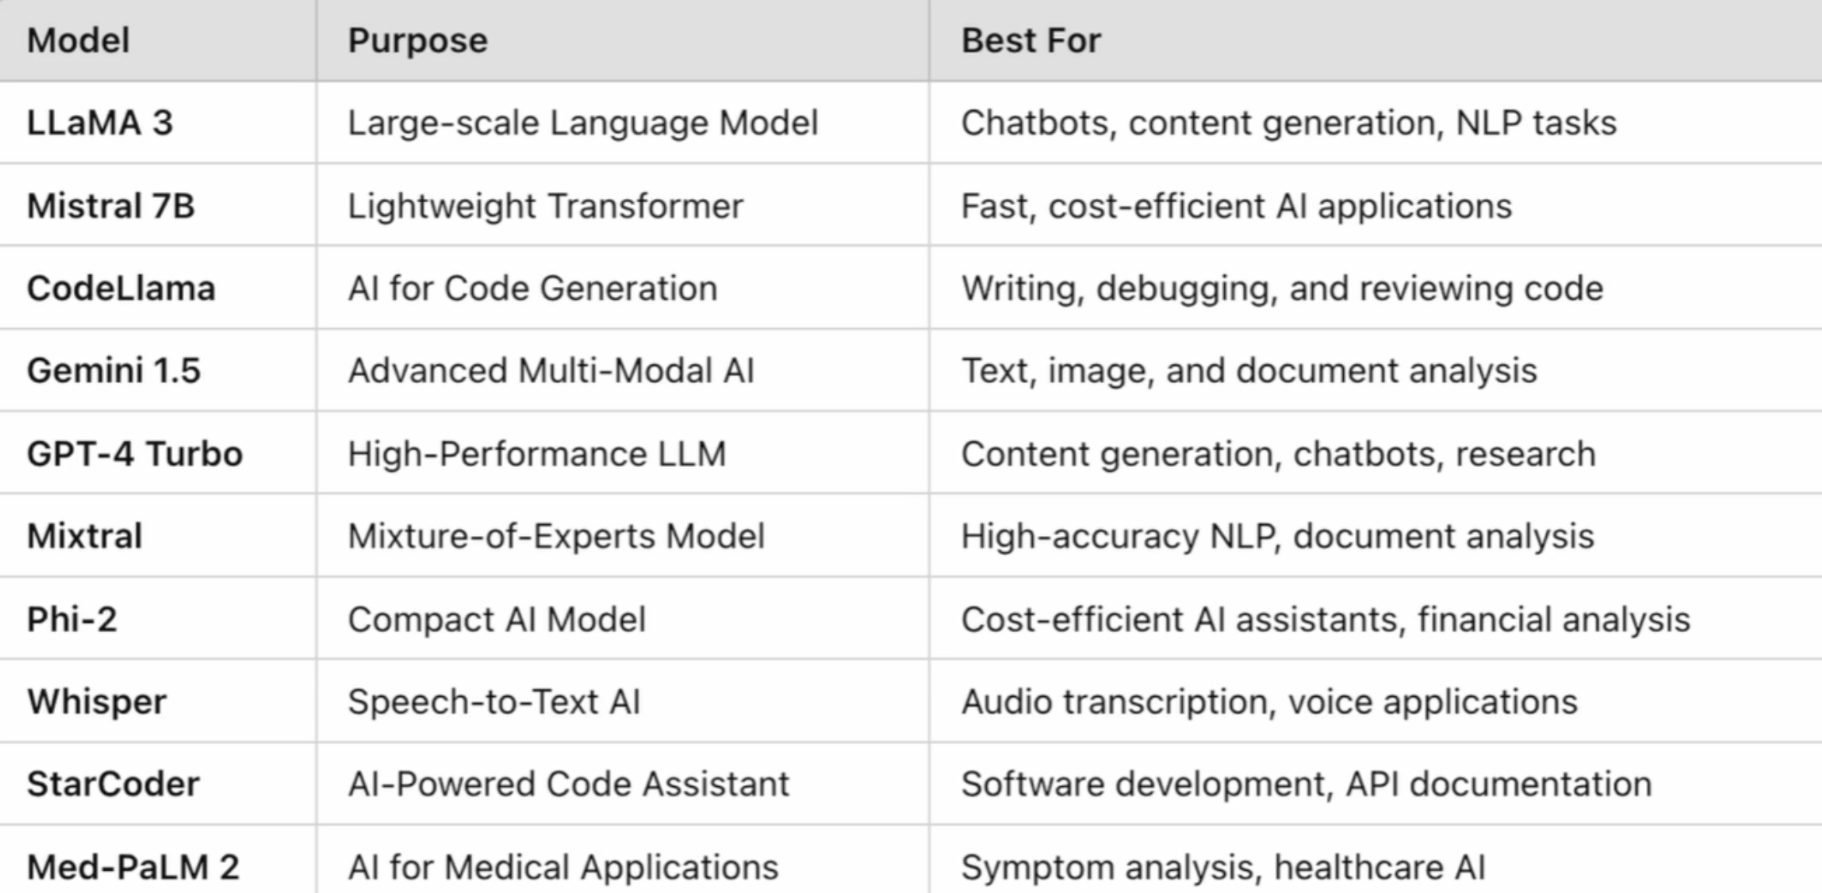 Model Purpose Best For
LLaMA 3 Large-scale Language Model Chatbots, content generation, NLP tasks
Mistral 7B Lightweight Transformer Fast, cost-efficient AI applications
CodeLlama AI for Code Generation Writing, debugging, and reviewing code
Gemini 1.5 Advanced Multi-Modal AI Text, image, and document analysis
GPT-4 Turbo High-Performance LLM Content generation, chatbots, research
Mixtral Mixture-of-Experts Model High-accuracy NLP, document analysis
Phi-2 Compact AI Model Cost-efficient AI assistants, financial analysis
Whisper Speech-to-Text AI Audio transcription, voice applications
StarCoder AI-Powered Code Assistant Software development, API documentation
Med-PaLM 2 AI for Medical Applications Symptom analysis, healthcare AI